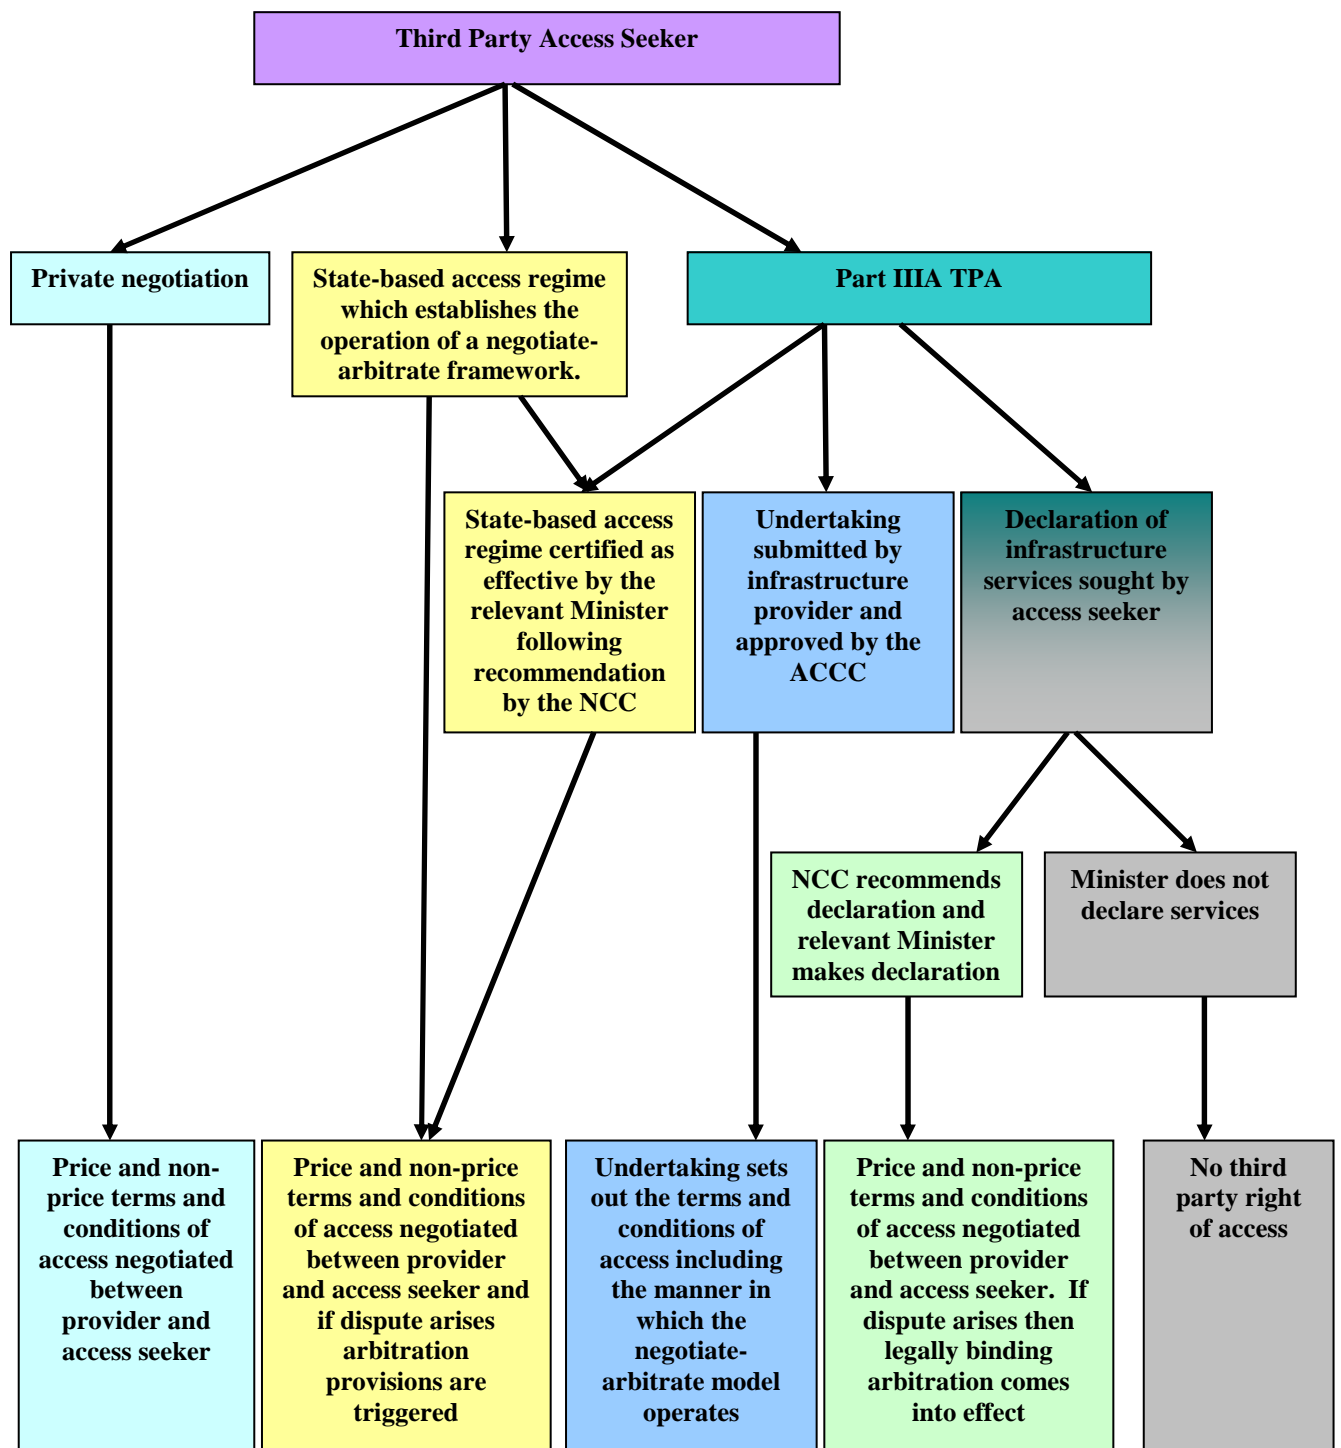 Third Party Access Seeker
Private negotiation
State-based access regime
which establishes the
operation of a negotiate-
arbitrate framework.
Part IIIA TPA
State-based access
regime certified as
effective by the
relevant Minister
following
recommendation
by the NCC
Undertaking
submitted by
infrastructure
provider and
approved by the
ACCC
Declaration of
infrastructure
services sought by
access seeker
NCC recommends
declaration and
relevant Minister
makes declaration
Minister does not
declare services
Price and non-
price terms and
conditions of
access negotiated
between
provider and
access seeker
Price and non-price
terms and conditions
of access negotiated
between provider
and access seeker and
if dispute arises
arbitration
provisions are
triggered
Undertaking sets
out the terms and
conditions of
access including
the manner in
which the
negotiate-
arbitrate model
operates
Price and non-price
terms and conditions
of access negotiated
between provider
and access seeker.  If
dispute arises then
legally binding
arbitration comes
into effect
No third
party right
of access